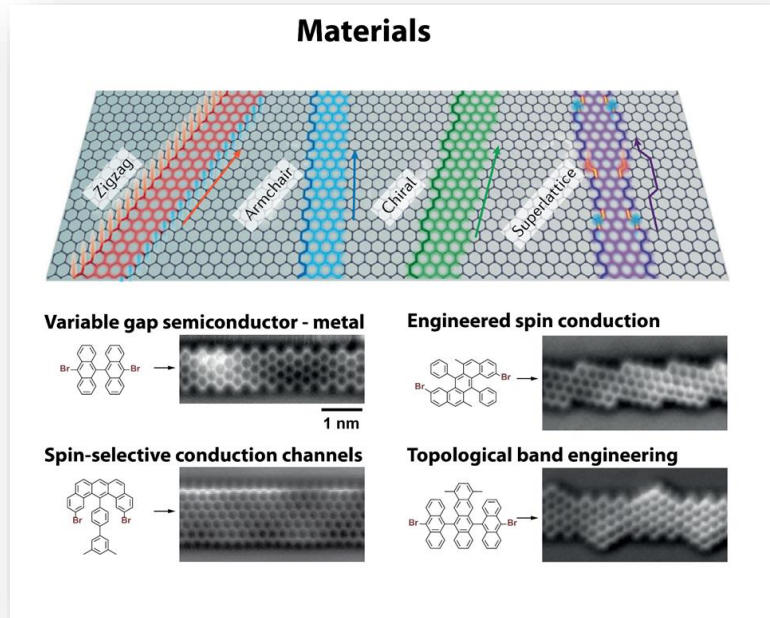 Materials
Zigzag
Armchair
Chiral
Superlattice
Variable gap semiconductor - metal
Br
Br
1 nm
Engineered spin conduction
Br
Br
Spin-selective conduction channels
Br
Br
Topological band engineering
Br
Br